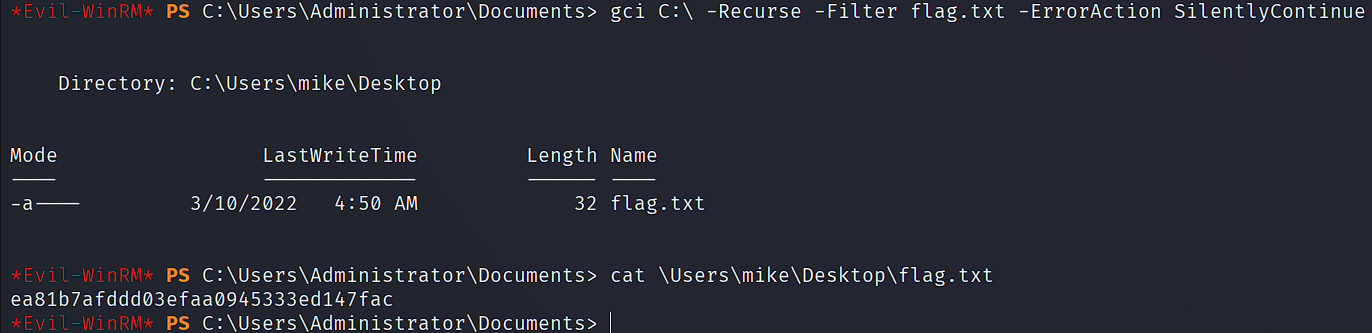 *Evil-WinRM* PS C:\Users\Administrator\Documents> gci C:\ -Recurse -Filter flag.txt -ErrorAction SilentlyContinue
Directory: C:\Users\mike\Desktop
Mode LastWriteTime Length Name
---- ------------- ------ ----
-a---- 3/10/2022 4:50 AM 32 flag.txt
*Evil-WinRM* PS C:\Users\Administrator\Documents> cat \Users\mike\Desktop\flag.txt
ea81b7afddd03efaa0945333ed147fac
*Evil-WinRM* PS C:\Users\Administrator\Documents>